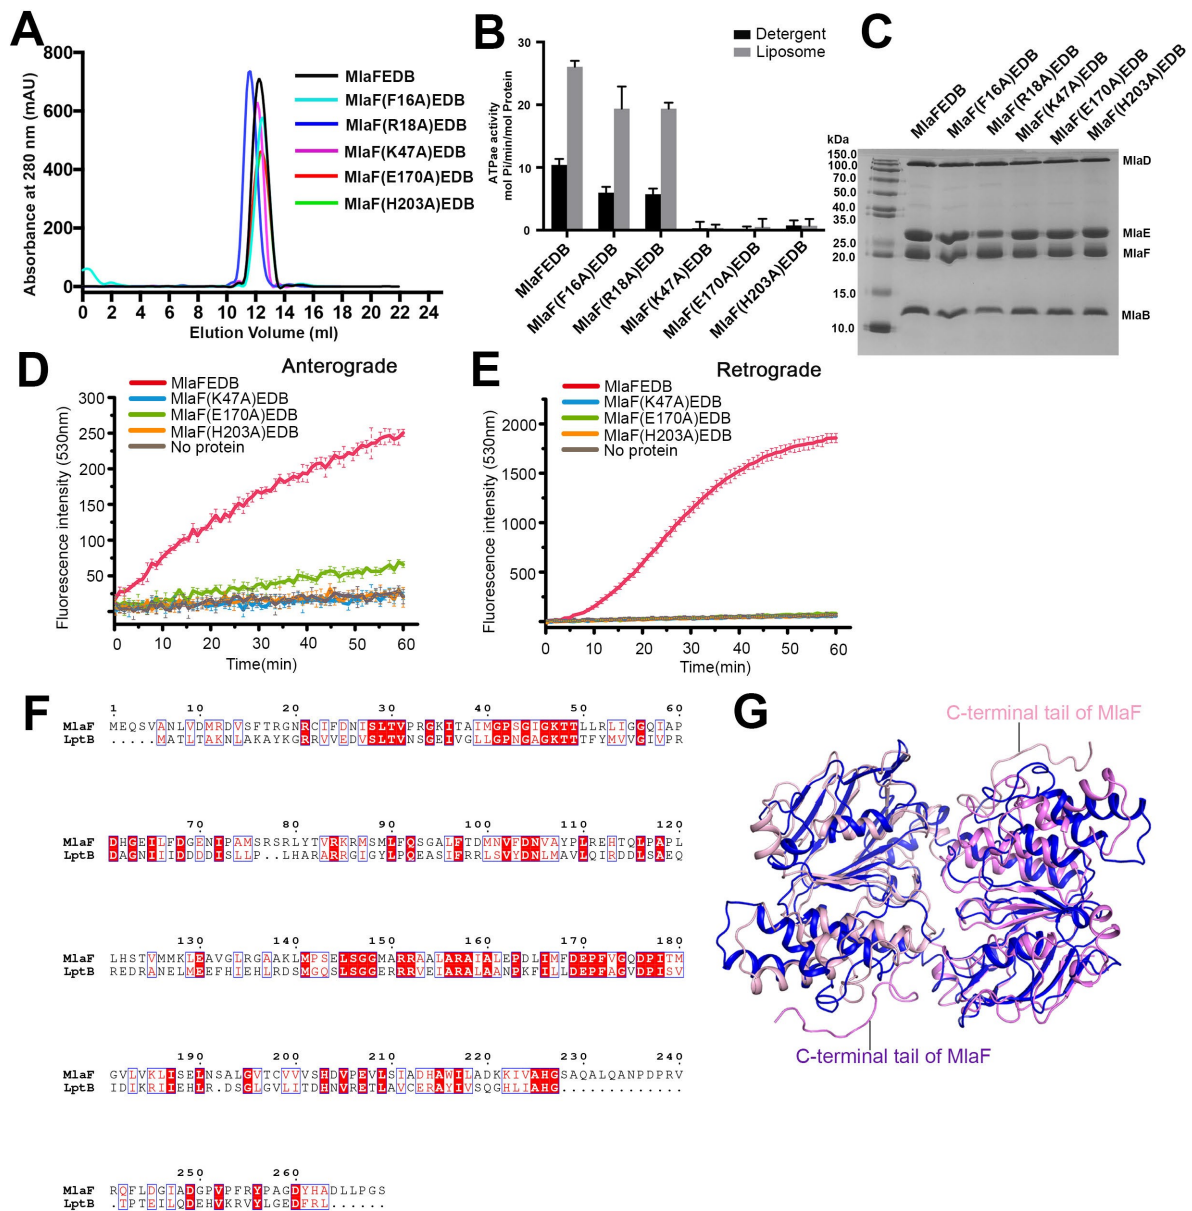 A
800
600
400
200
0
Absorbance at 280 nm (mAU)
0 2 4 6 8 10 12 14 16 18 20 22 24
Elution Volume (ml)
MlaFEDB
MlaF(F16A)EDB
MlaF(R18A)EDB
MlaF(K47A)EDB
MlaF(E170A)EDB
MlaF(H203A)EDB
B
30
20
10
0
ATPae activity
mol Pi/min/mol Protein
Detergent
Liposome
MlaFEDB
MlaF(F16A)EDB
MlaF(R18A)EDB
MlaF(K47A)EDB
MlaF(E170A)EDB
MlaF(H203A)EDB
C
MlaFEDB
MlaF(F16A)EDB
MlaF(R18A)EDB
MlaF(K47A)EDB
MlaF(E170A)EDB
MlaF(H203A)EDB
kDa
150.0
100.0
70.0
50.0
40.0
35.0
25.0
20.0
15.0
10.0
MlaD
MlaE
MlaF
MlaB
D
Anterograde
MlaFEDB
MlaF(K47A)EDB
MlaF(E170A)EDB
MlaF(H203A)EDB
No protein
300
250
200
150
100
50
Fluorescence intensity (530nm)
0 10 20 30 40 50 60
Time(min)
E
Retrograde
MlaFEDB
MlaF(K47A)EDB
MlaF(E170A)EDB
MlaF(H203A)EDB
No protein
2000
1500
1000
500
0
Fluorescence intensity (530nm)
0 10 20 30 40 50 60
Time(min)
F
1 10 20 30 40 50 60
MlaF MEQSVANLVDMRDVSFTRGNRCIFDNISLTVPRGKITAIMGPSGIGKTTLLRLIGGQIAP
LptB .....MATLTAKNLAKAYKGRRVVEDVSLTVNSGEIVGLLGPNGAGKTTTFYMVVGIVPR
70 80 90 100 110 120
MlaF DHGEILFDGENIPAMSRSRLYTVRKRMSMLFQSGALFTDMNVFDNVAYPLREHTQLPAPL
LptB DAGNIIIDDDDISLLP..LHARARRGIGYLPQEASIFRRLSVYDNLMAVLQIRDDLSAEQ
130 140 150 160 170 180
MlaF LHSTVMMKLEAVGLRGAAKLMPSELSGGMARRAALARAIALEPDLIMFDEPFVGQDPITM
LptB REDRANELMEEFHIEHLRDSMGQSLSGGERRRVEIARALAANPKFILLDEPFAGVDPISV
190 200 210 220 230 240
MlaF GVLVKLISELNSALGVTCVVVSHDVPEVLSIADHAWILADKKIVAHGSAQALQANPDPRV
LptB IDIKRIIEHLR.DSGLGVLITDHNVRETLAVCERAYIVSQGHLIAHG.............
250 260
MlaF RQFLDGIADGPVPFRYPAGDYHADLLPGS
LptB .TPTEILQDEHVKRVYLGEDFRL......
G
C-terminal tail of MlaF
C-terminal tail of MlaF